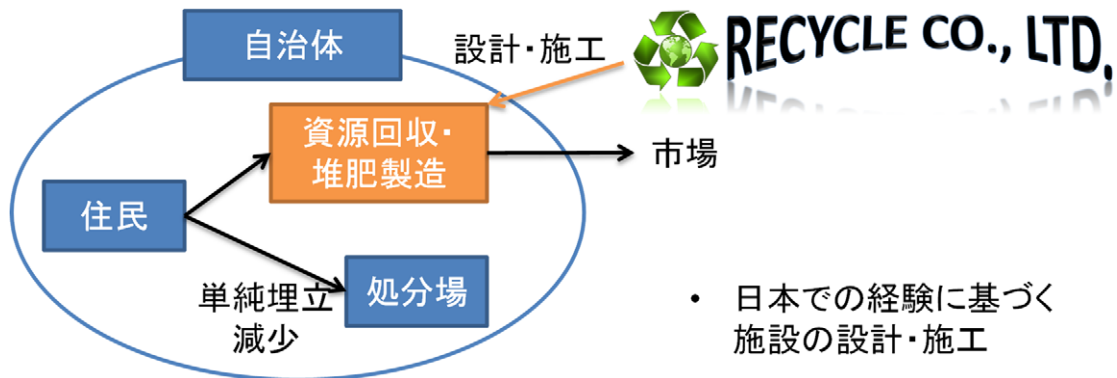 自治体
設計・施工
RECYCLE CO., LTD.
資源回収・
堆肥製造
市場
住民
処分場
単純埋立
減少
• 日本での経験に基づく
施設の設計・施工